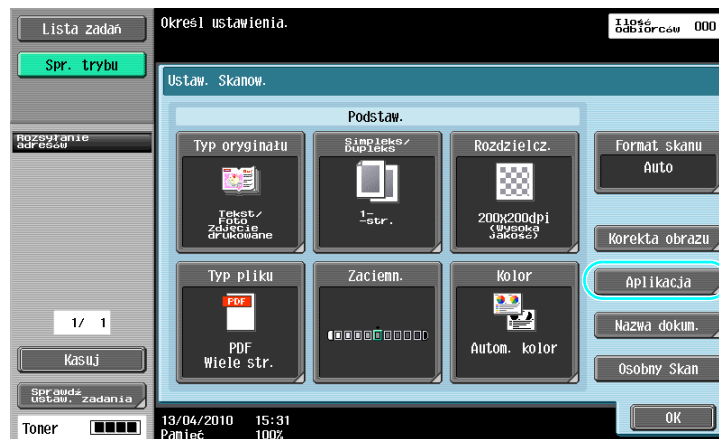 Lista zadań
Określ ustawienia.
Ilość
odbiorców 000
Spr. trybu
Ustaw. Skanow.
Podstaw.
Rozsyłanie
adresów
Typ oryginału
Tekst/
Foto
Zdjęcie
drukowane
Simpleks/
Dupleks
1-
-str.
Rozdzielcz.
200x200dpi
(Wysoka
jakość)
Format skanu
Auto
Korekta obrazu
Typ pliku
PDF
PDF
Wiele str.
Zaciemn.
Kolor
Autom. kolor
Aplikacja
Nazwa dokum.
Osobny Skan
1/ 1
Kasuj
Sprawdź
ustaw. zadania
Toner
13/04/2010 15:31
Pamięć 100%
OK